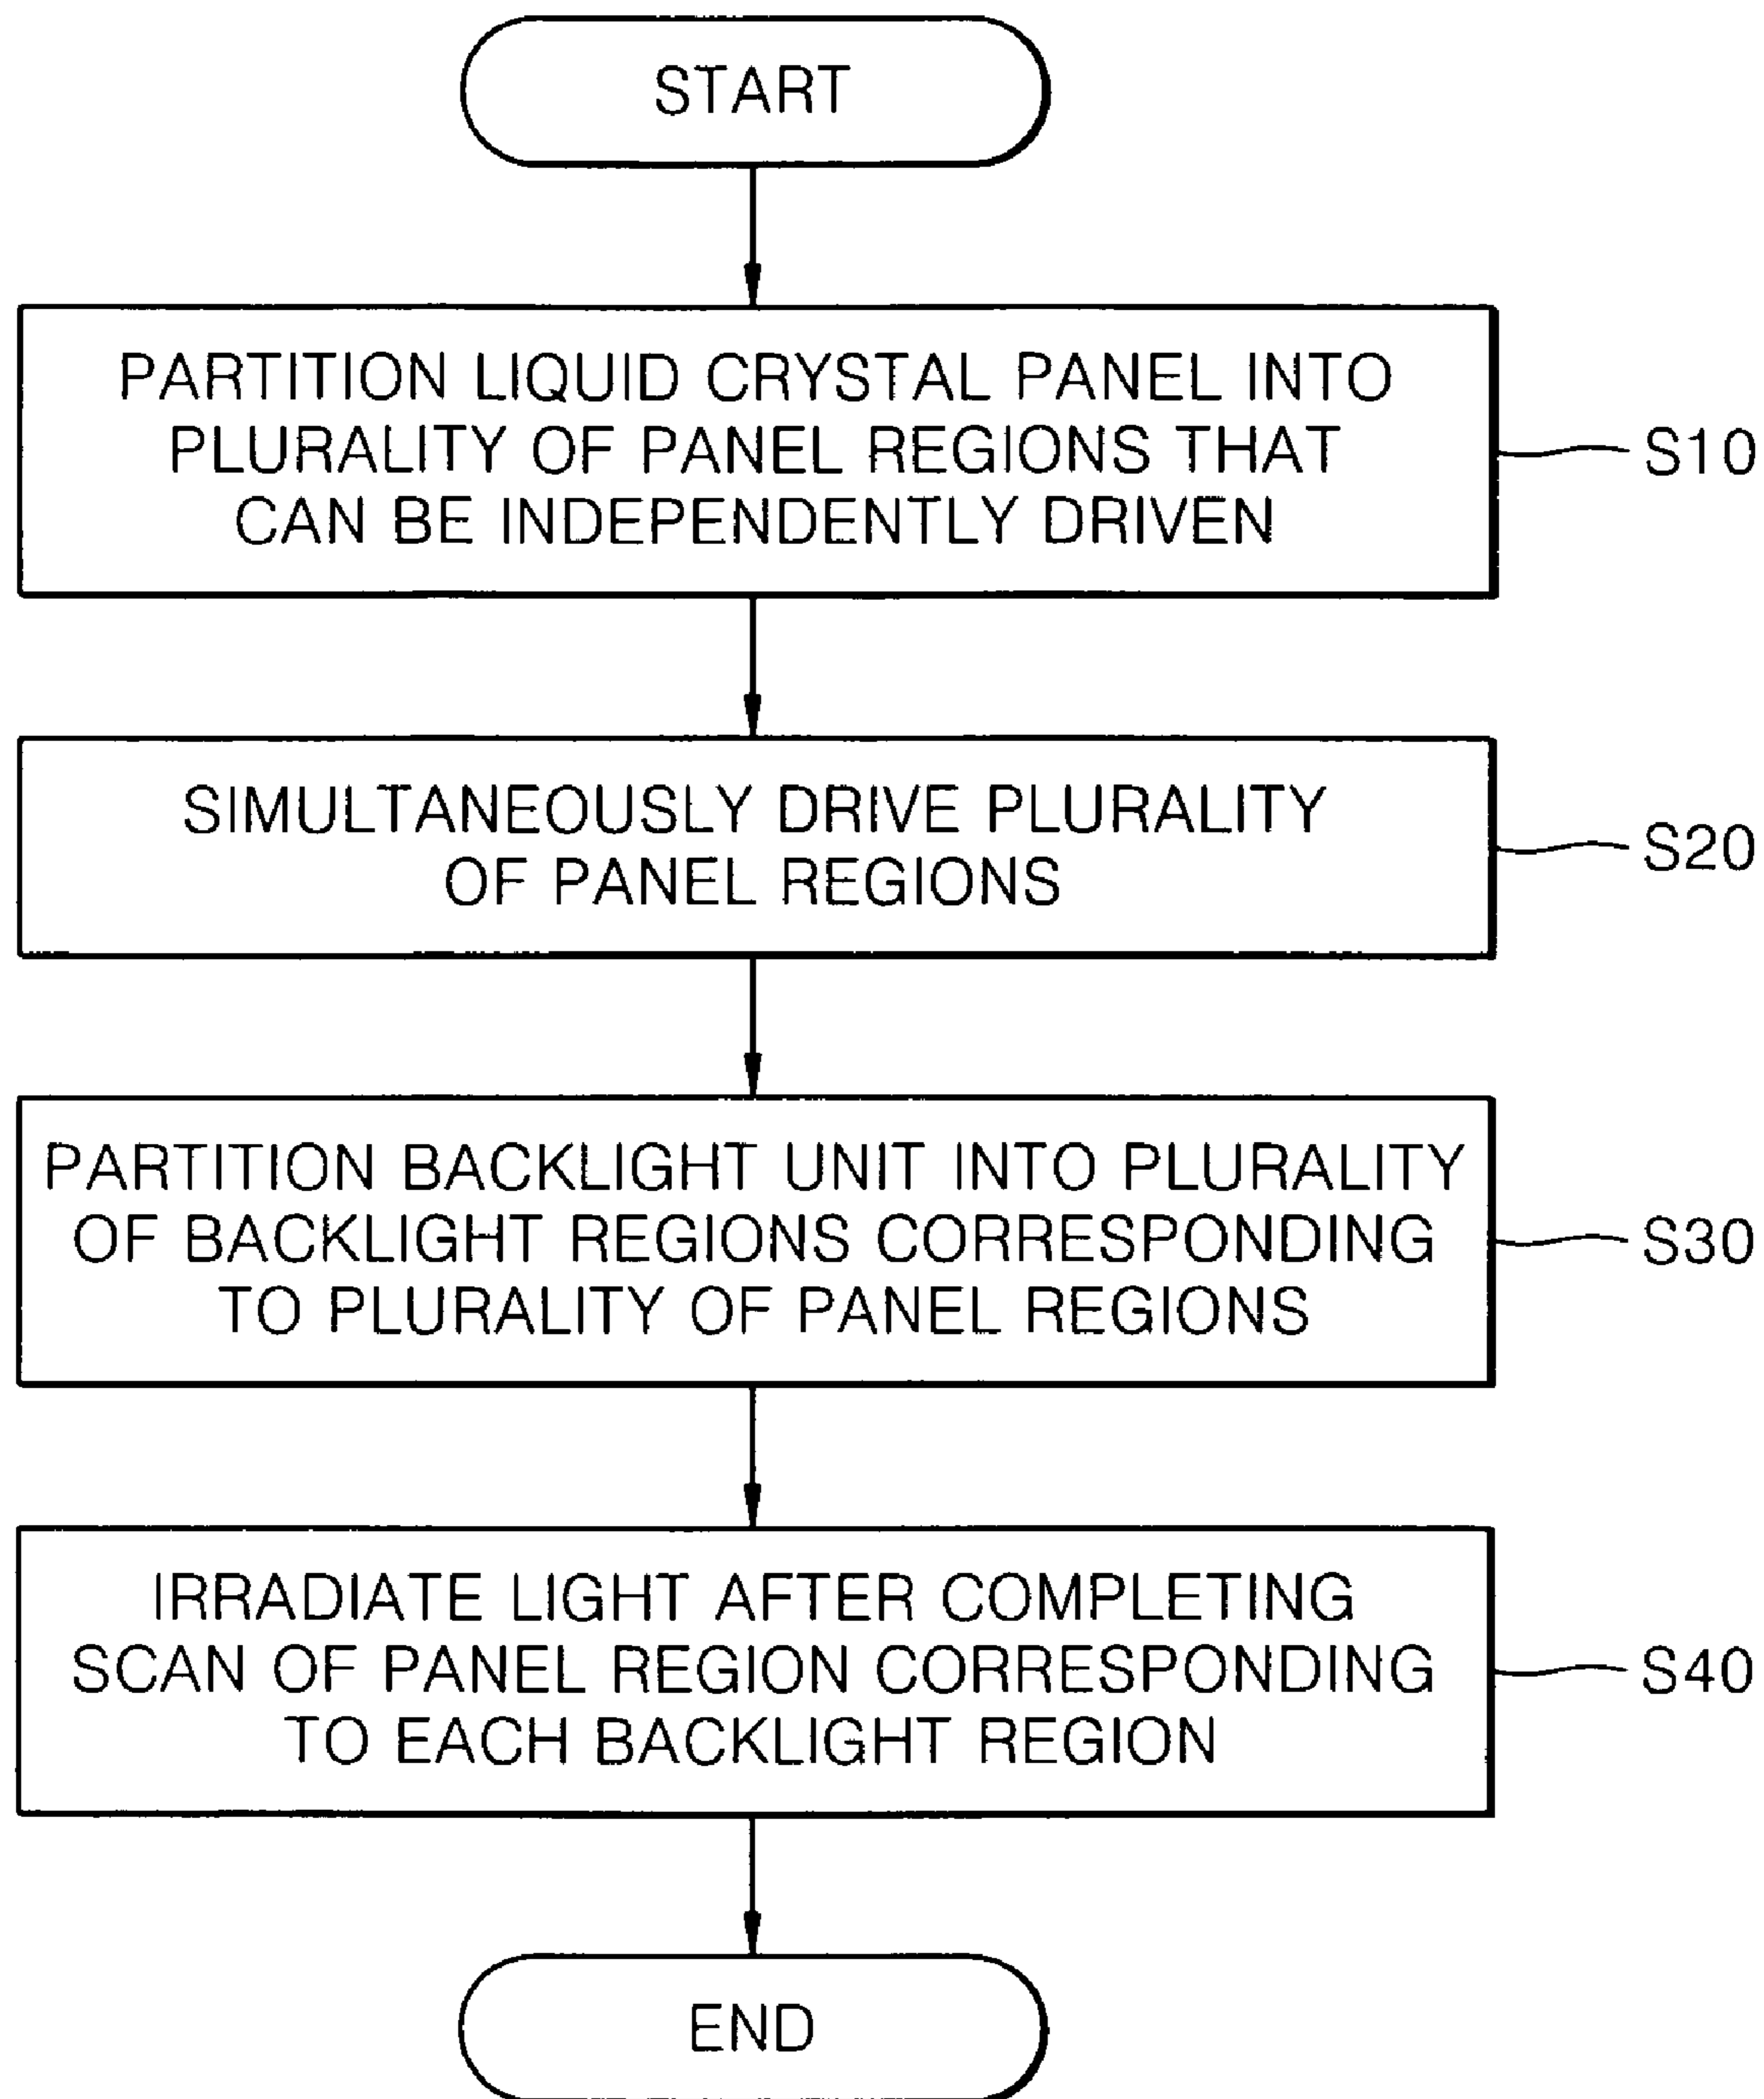 START
PARTITION LIQUID CRYSTAL PANEL INTO
PLURALITY OF PANEL REGIONS THAT
CAN BE INDEPENDENTLY DRIVEN
S10
SIMULTANEOUSLY DRIVE PLURALITY
OF PANEL REGIONS
S20
PARTITION BACKLIGHT UNIT INTO PLURALITY
OF BACKLIGHT REGIONS CORRESPONDING
TO PLURALITY OF PANEL REGIONS
S30
IRRADIATE LIGHT AFTER COMPLETING
SCAN OF PANEL REGION CORRESPONDING
TO EACH BACKLIGHT REGION
S40
END